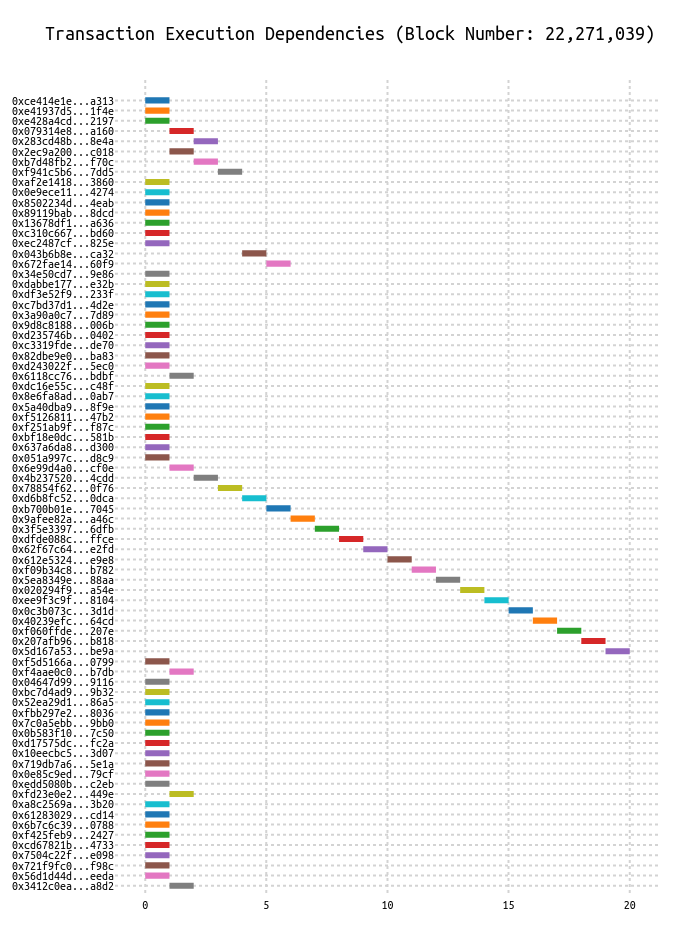 Transaction Execution Dependencies (Block Number: 22,271,039)
0xce414e1e...a313
0xe41937d5...1f4e
0xe428a4cd...2197
0x079314e8...a160
0x283cd48b...8e4a
0x2ec9a200...c018
0xb7d48fb2...f70c
0xf941c5b6...7dd5
0xaf2e1418...3860
0x0e9ece11...4274
0x8502234d...4eab
0x89119bab...8dcd
0x13678df1...a636
0xc310c667...bd60
0xec2487cf...825e
0x043b6b8e...ca32
0x672fae14...60f9
0x34e50cd7...9e86
0xdabbe177...e32b
0xdf3e52f9...233f
0xc7bd37d1...4d2e
0x3a90a0c7...7d89
0x9d8c8188...006b
0xd235746b...0402
0xc3319fde...de70
0x82dbe9e0...ba83
0xd243022f...5ec0
0x6118cc76...bdbf
0xdc16e55c...c48f
0x8e6fa8ad...0ab7
0x5a40dba9...8f9e
0xf5126811...47b2
0xf251ab9f...f87c
0xbf18e0dc...581b
0x637a6da8...d300
0x051a997c...d8c9
0x6e99d4a0...cf0e
0x4b237520...4cdd
0x78854f62...0f76
0xd6b8fc52...0dca
0xb700b01e...7045
0x9afee82a...a46c
0x3f5e3397...6dfb
0xdfde088c...ffce
0x62f67c64...e2fd
0x612e5324...e9e8
0xf09b34c8...b782
0x5ea8349e...88aa
0x020294f9...a54e
0xee9f3c9f...8104
0x0c3b073c...3d1d
0x40239efc...64cd
0xf060ffde...207e
0x207afb96...b818
0x5d167a53...be9a
0xf5d5166a...0799
0xf4aae0c0...b7db
0x04647d99...9116
0xbc7d4ad9...9b32
0x52ea29d1...86a5
0xfbb297e2...8036
0x7c0a5ebb...9bb0
0x0b583f10...7c50
0xd17575dc...fc2a
0x10eecbc5...3d07
0x719db7a6...5e1a
0x0e85c9ed...79cf
0xedd5080b...c2eb
0xfd23e0e2...449e
0xa8c2569a...3b20
0x61283029...cd14
0x6b7c6c39...0788
0xf425feb9...2427
0xcd67821b...4733
0x7504c22f...e098
0x721f9fc0...f98c
0x56d1d44d...eeda
0x3412c0ea...a8d2
0 5 10 15 20